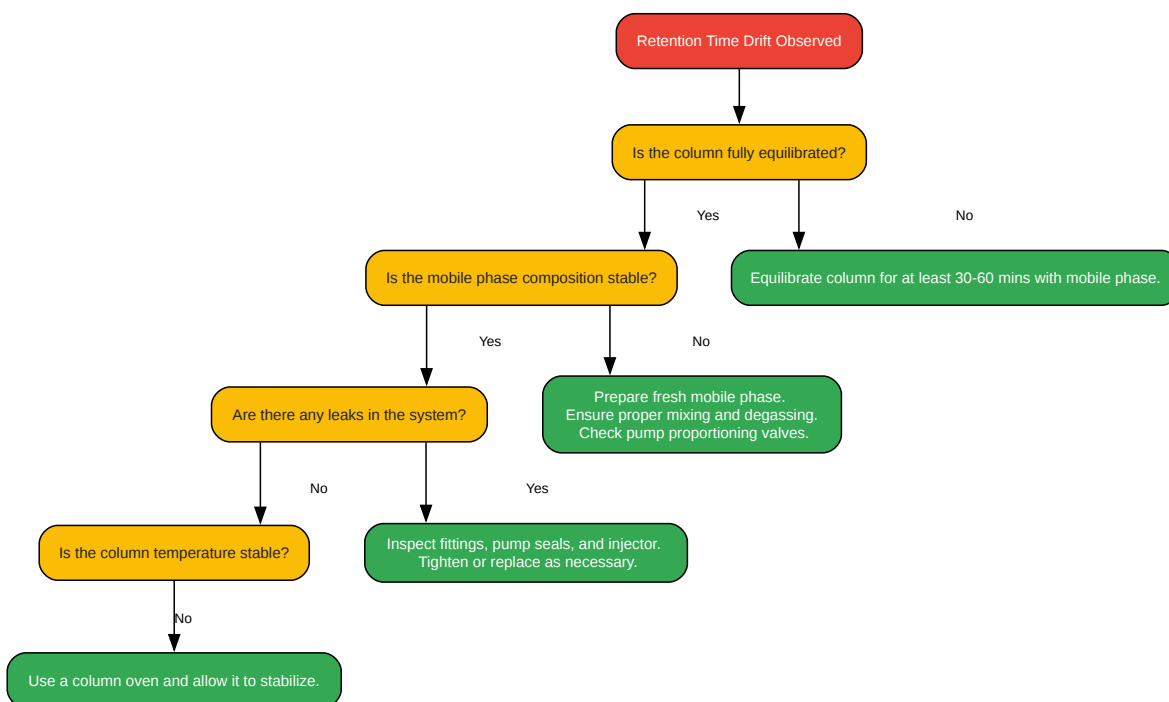 Retention Time Drift Observed
Is the column fully equilibrated?
Yes
No
Is the mobile phase composition stable?
Equilibrate column for at least 30-60 mins with mobile phase.
Yes
No
Are there any leaks in the system?
Prepare fresh mobile phase.
Ensure proper mixing and degassing.
Check pump proportioning valves.
No
Yes
Is the column temperature stable?
Inspect fittings, pump seals, and injector.
Tighten or replace as necessary.
No
Use a column oven and allow it to stabilize.